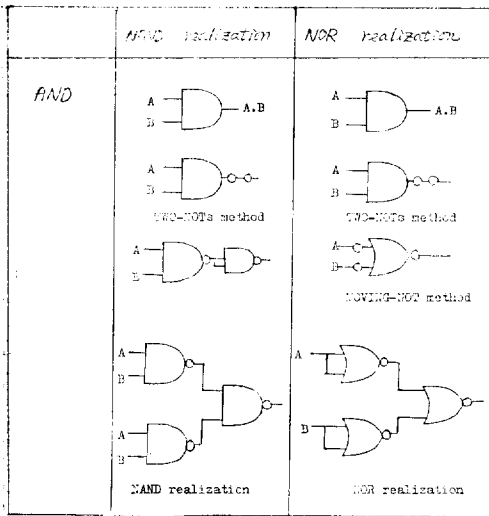 NAND realization NOR realization
AND
A
B
A.B
A
B
A.B
A
B
A
B
TWO-NOTs method
TWO-NOTs method
A
B
A
B
MOVING-NOT method
A
B
A
A
B
B
NAND realization
NOR realization